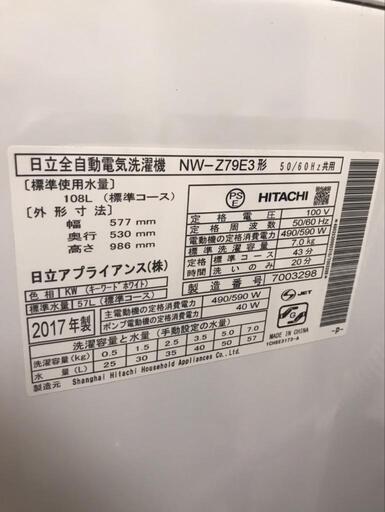 日立全自動電気洗濯機 NW-Z79E3形 50/60Hz共用
[標準使用水量]
108L (標準コース)
[外形寸法]
幅 577 mm
奥行 530 mm
高さ 986 mm
日立アプライアンス(株)
PS
E
HITACHI
定格電圧 100 V
定格周波数 50/60 Hz
電動機の定格消費電力 490/590 W
標準洗濯容量 7.0 kg
定格時間 標準コース 43分
洗いのみ 20分
製造番号 7003298
色相 KW (キーワード ホワイト)
標準水量 57L (標準コース)
2017年製
主電動機の定格消費電力 490/590 W
ポンプ電動機の定格消費電力 40 W
洗濯容量と水量 (手動設定の水量)
洗濯容量(kg) 0.5 1.5 2.5 3.5 5.0 7.0
水量(L) 25 30 35 40 50 57
製造元 Shanghai Hitachi Household Appliances Co., Ltd.
S JET
MADE IN CHINA
1CH6E3173-A
-P-